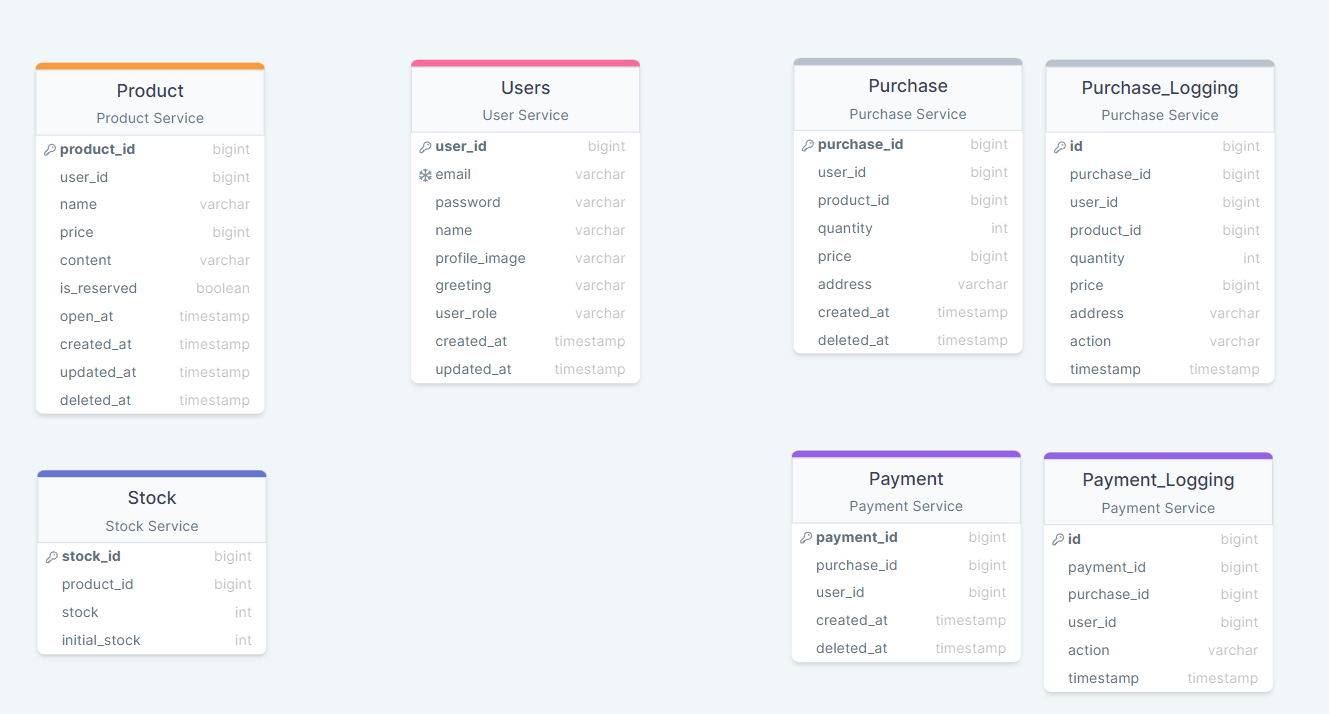 Product
Product Service
product_id bigint
user_id bigint
name varchar
price bigint
content varchar
is_reserved boolean
open_at timestamp
created_at timestamp
updated_at timestamp
deleted_at timestamp
Users
User Service
user_id bigint
email varchar
password varchar
name varchar
profile_image varchar
greeting varchar
user_role varchar
created_at timestamp
updated_at timestamp
Purchase
Purchase Service
purchase_id bigint
user_id bigint
product_id bigint
quantity int
price bigint
address varchar
created_at timestamp
deleted_at timestamp
Purchase_Logging
Purchase Service
id bigint
purchase_id bigint
user_id bigint
product_id bigint
quantity int
price bigint
address varchar
action varchar
timestamp timestamp
Stock
Stock Service
stock_id bigint
product_id bigint
stock int
initial_stock int
Payment
Payment Service
payment_id bigint
purchase_id bigint
user_id bigint
created_at timestamp
deleted_at timestamp
Payment_Logging
Payment Service
id bigint
payment_id bigint
purchase_id bigint
user_id bigint
action varchar
timestamp timestamp